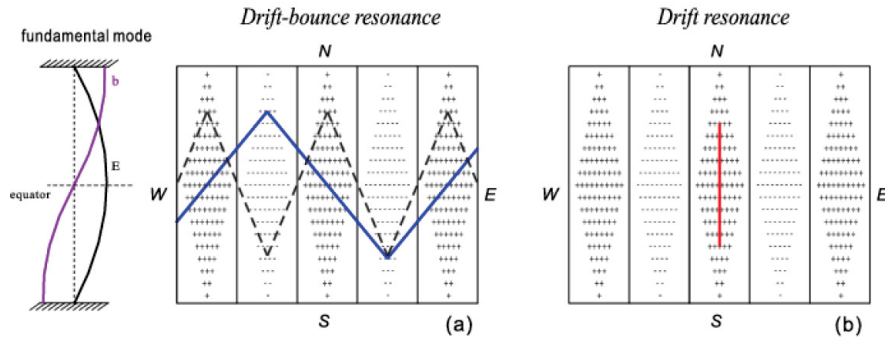 Drift-bounce resonance
Drift resonance
fundamental mode
N
N
b
E
equator
W
E
W
E
S
(a)
S
(b)